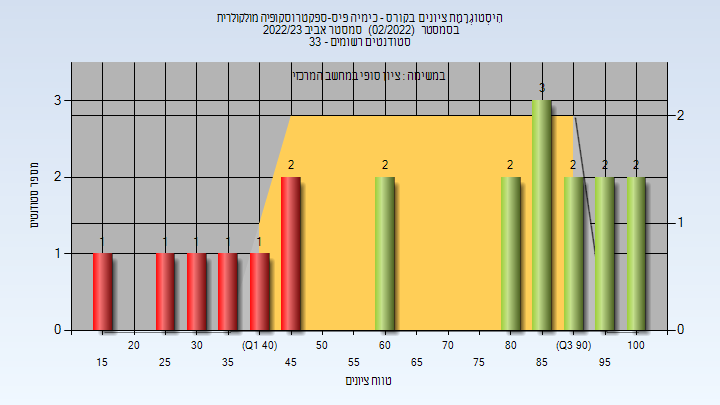 היסטוגרמת ציונים בקורס - כימיה פיס-ספקטרוסקופיה מולקולרית
בסמסטר (02/2022) סמסטר אביב 2022/23
סטודנטים רשומים - 33
במשימה : ציון סופי במחשב המרכזי
מספר סטודנטים
3
2
1
0
2
1
0
1 1 1 1 1 2 2 2 3 2 2 2
20 30 (Q1 40) 50 60 70 80 (Q3 90) 100
15 25 35 45 55 65 75 85 95
טווח ציונים